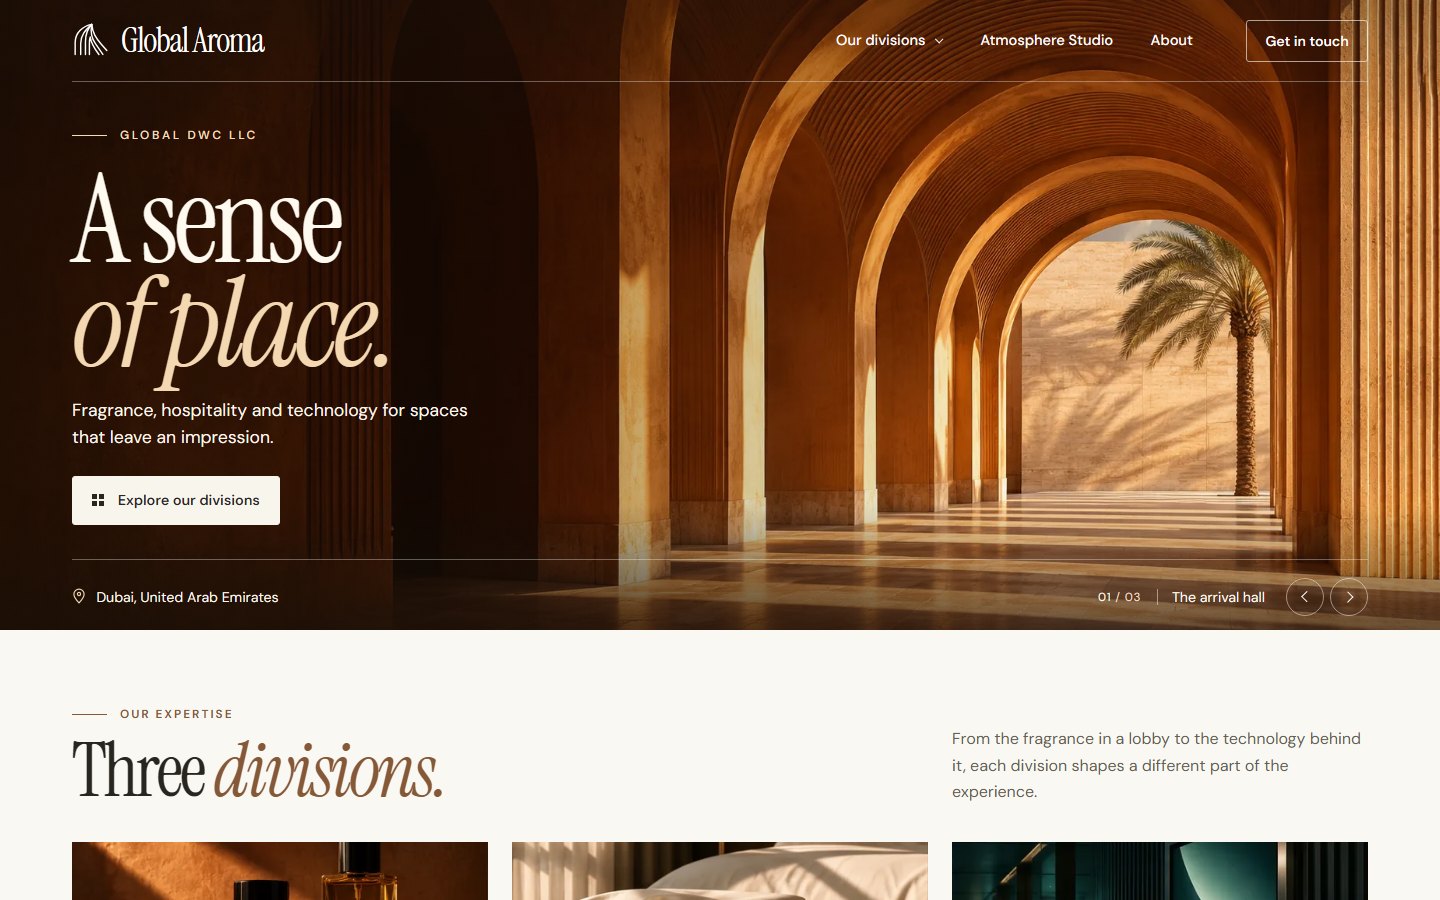 Global Aroma
Our divisions
Atmosphere Studio
About
Get in touch
GLOBAL DWC LLC
A sense
of place.
Fragrance, hospitality and technology for spaces
that leave an impression.
Explore our divisions
Dubai, United Arab Emirates
01 / 03
The arrival hall
OUR EXPERTISE
Three divisions.
From the fragrance in a lobby to the technology behind
it, each division shapes a different part of the
experience.